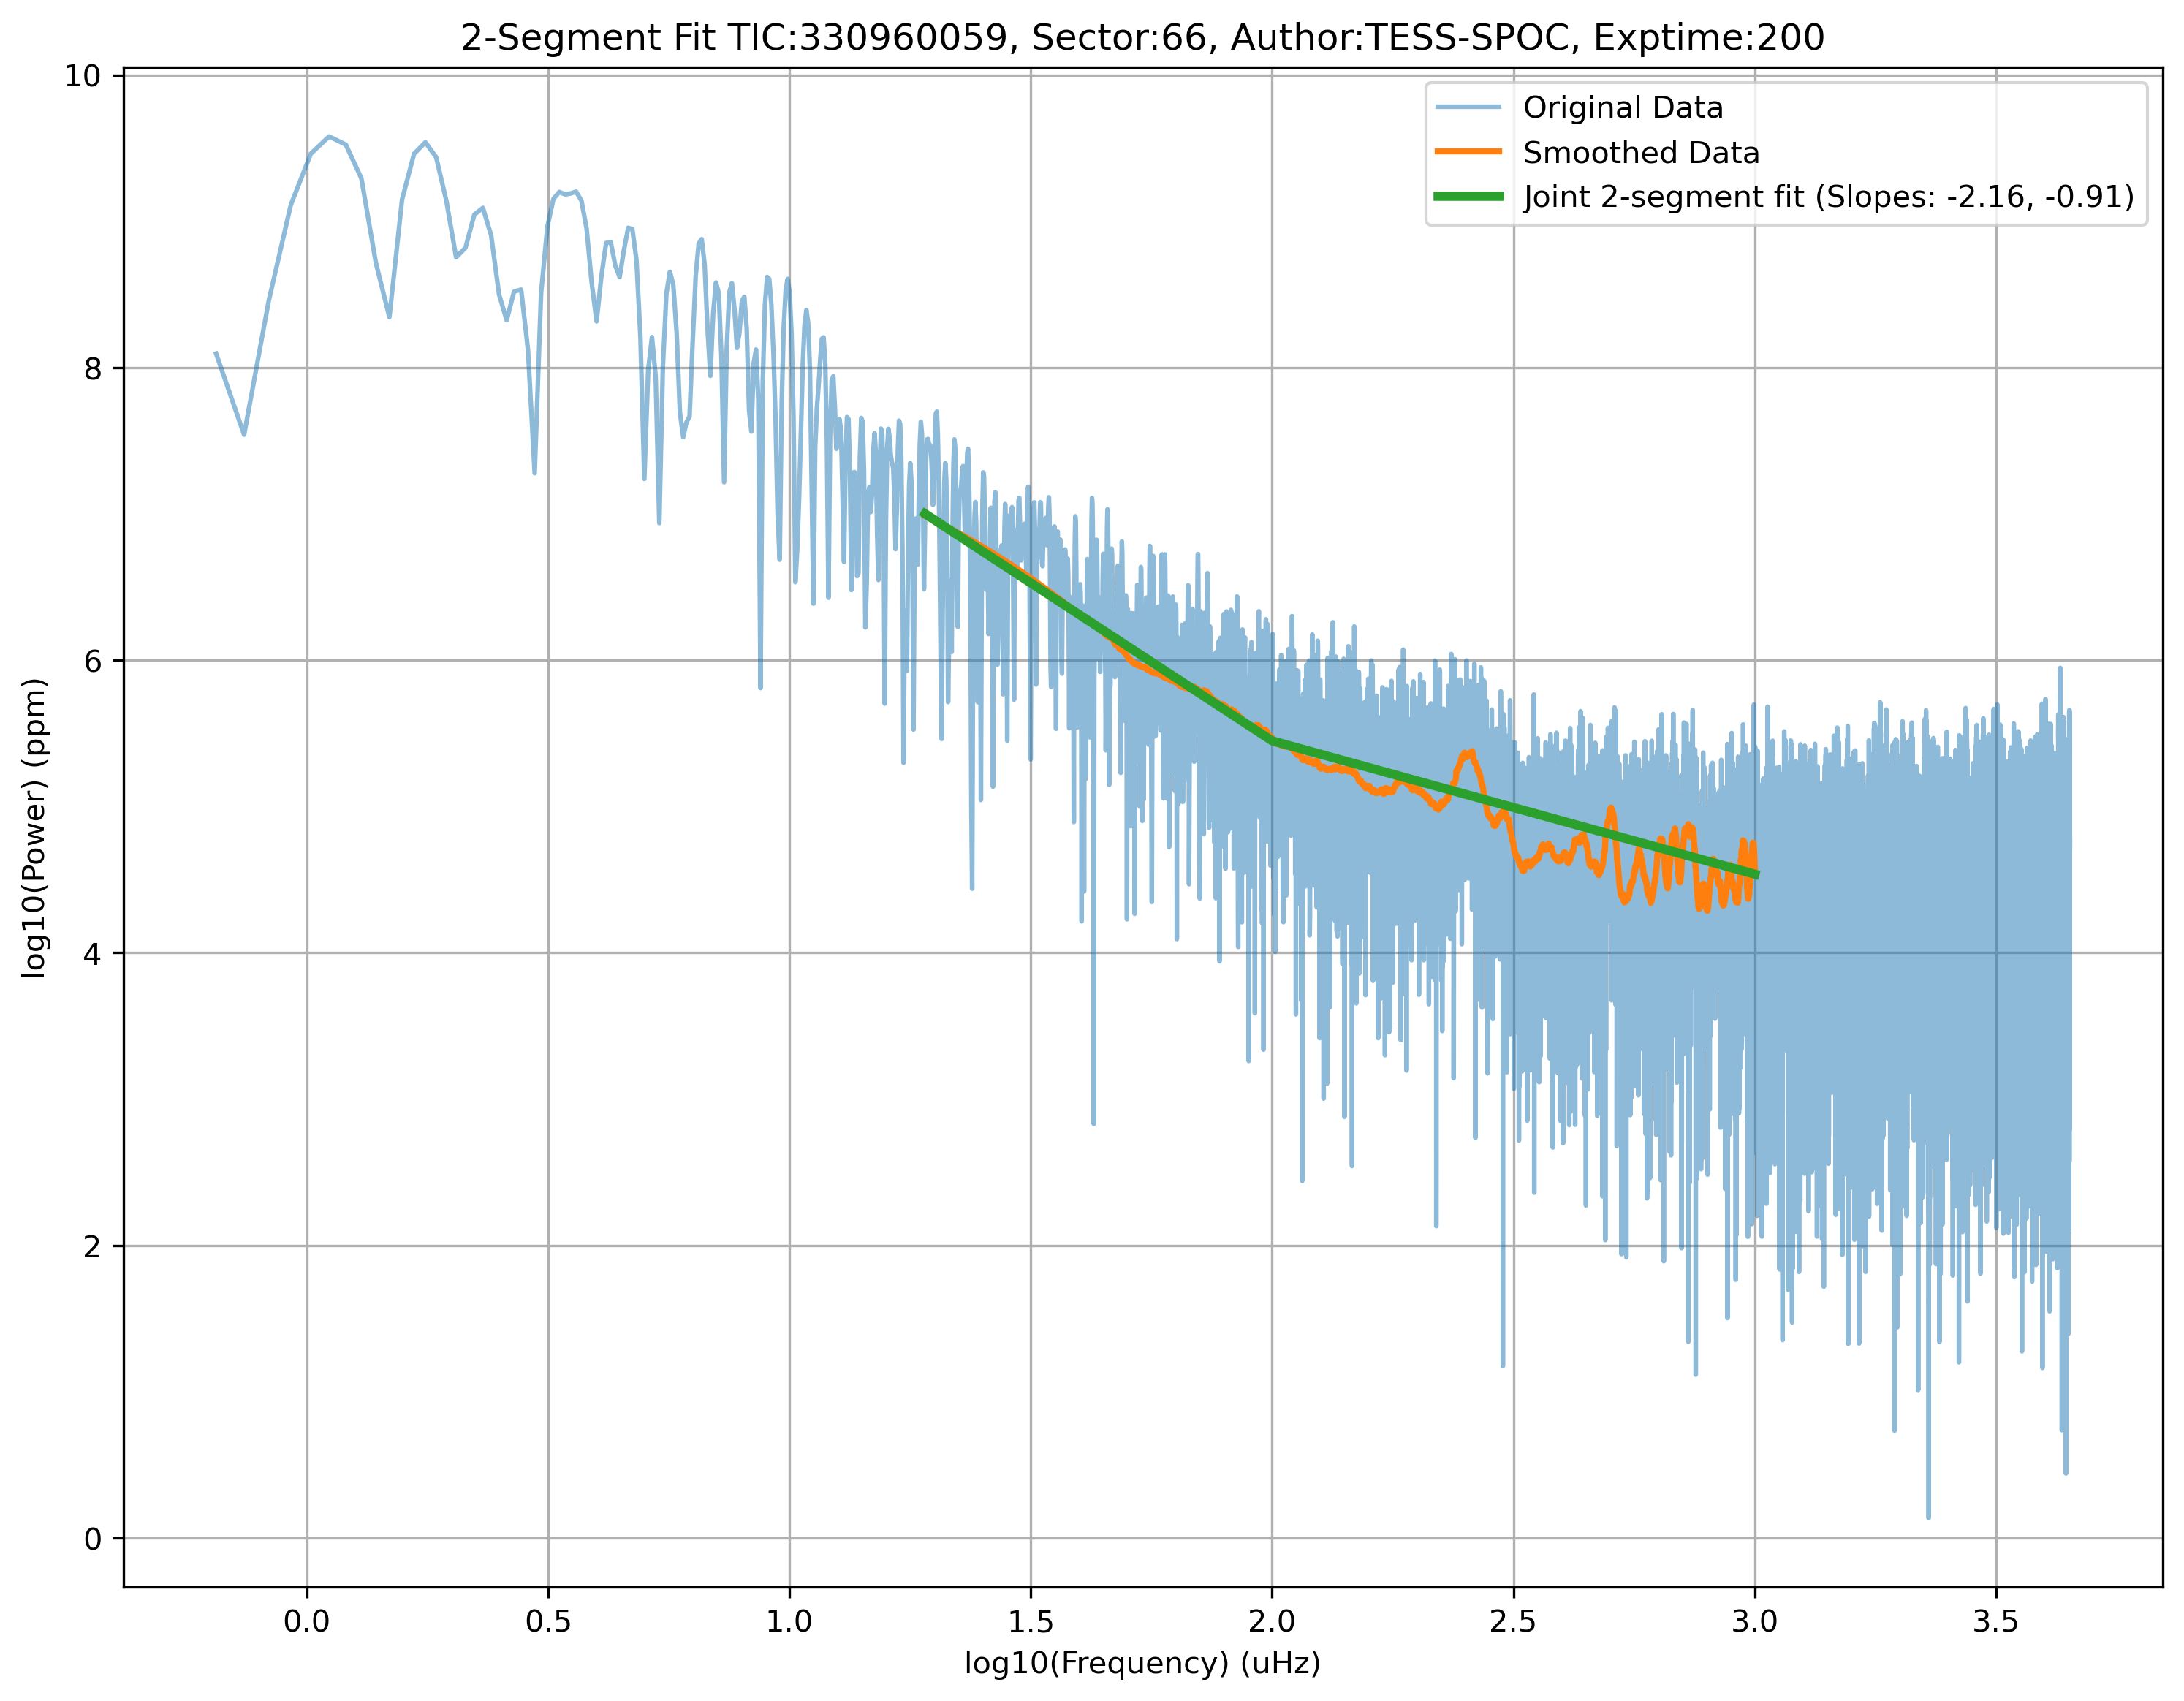 2-Segment Fit TIC:330960059, Sector:66, Author:TESS-SPOC, Exptime:200
Original Data
Smoothed Data
Joint 2-segment fit (Slopes: -2.16, -0.91)
log10(Power) (ppm)
10
8
6
4
2
0
0.0 0.5 1.0 1.5 2.0 2.5 3.0 3.5
log10(Frequency) (uHz)